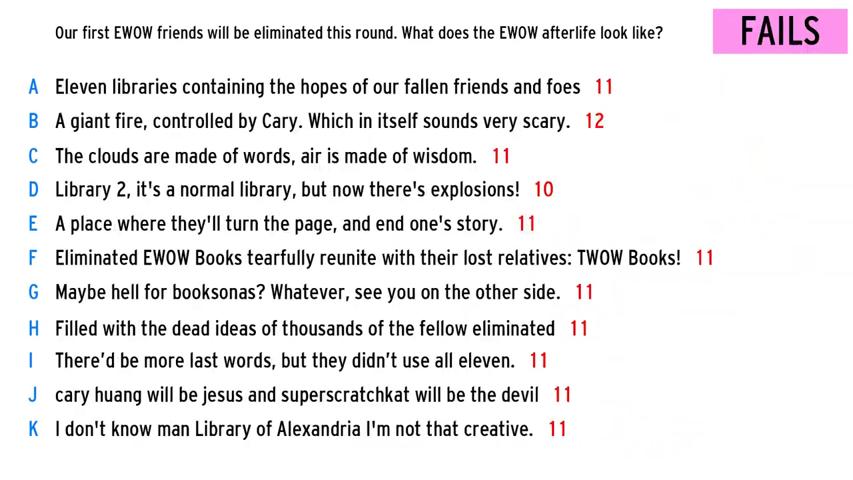 Our first EWOW friends will be eliminated this round. What does the EWOW afterlife look like?
FAILS
A Eleven libraries containing the hopes of our fallen friends and foes 11
B A giant fire, controlled by Cary. Which in itself sounds very scary. 12
C The clouds are made of words, air is made of wisdom. 11
D Library 2, it's a normal library, but now there's explosions! 10
E A place where they'll turn the page, and end one's story. 11
F Eliminated EWOW Books tearfully reunite with their lost relatives: TWOW Books! 11
G Maybe hell for booksonas? Whatever, see you on the other side. 11
H Filled with the dead ideas of thousands of the fellow eliminated 11
I There’d be more last words, but they didn’t use all eleven. 11
J cary huang will be jesus and superscratchkat will be the devil 11
K I don't know man Library of Alexandria I'm not that creative. 11